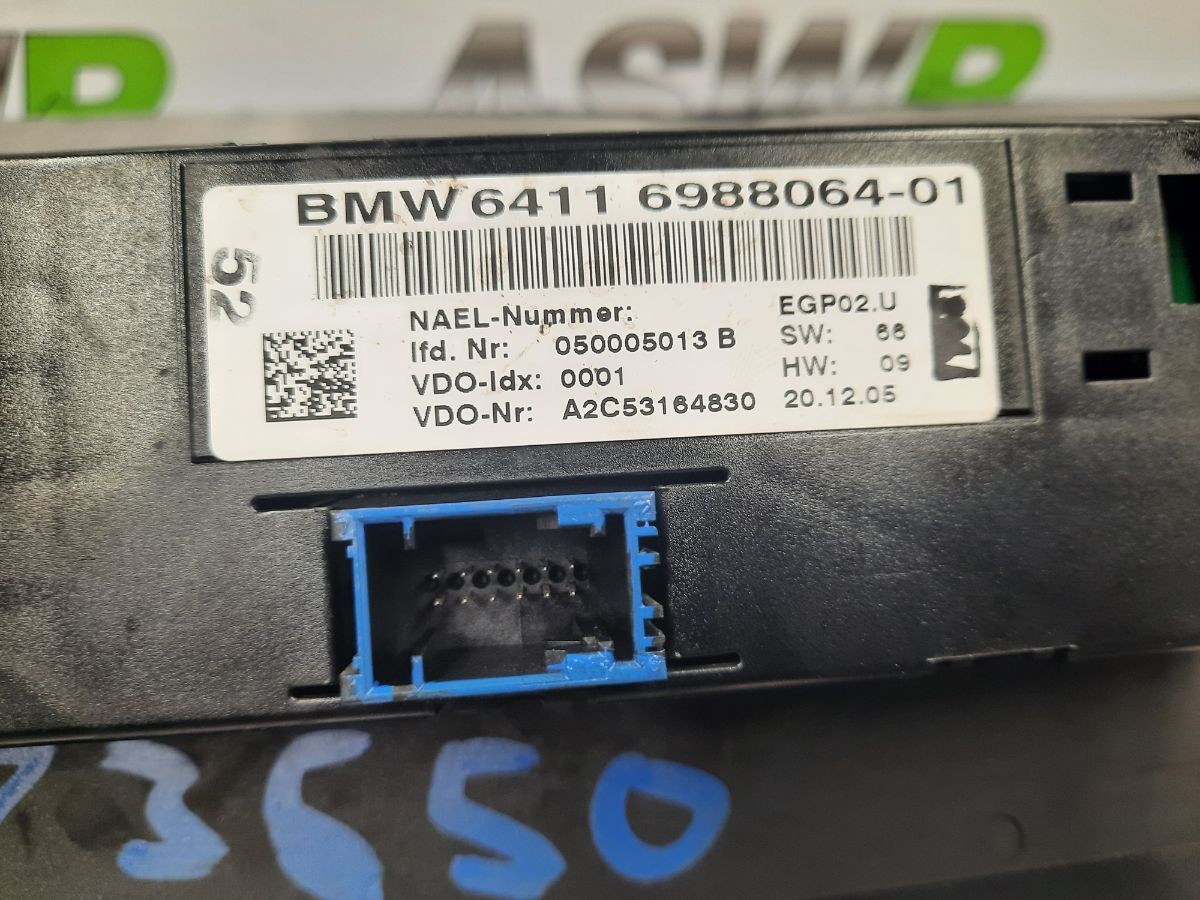 ASWP
BMW 6411 6988064-01
52
NAEL-Nummer:
lfd. Nr: 050005013 B
VDO-Idx: 0001
VDO-Nr: A2C53164830
EGP02.U
SW: 66
HW: 09
20.12.05
3650